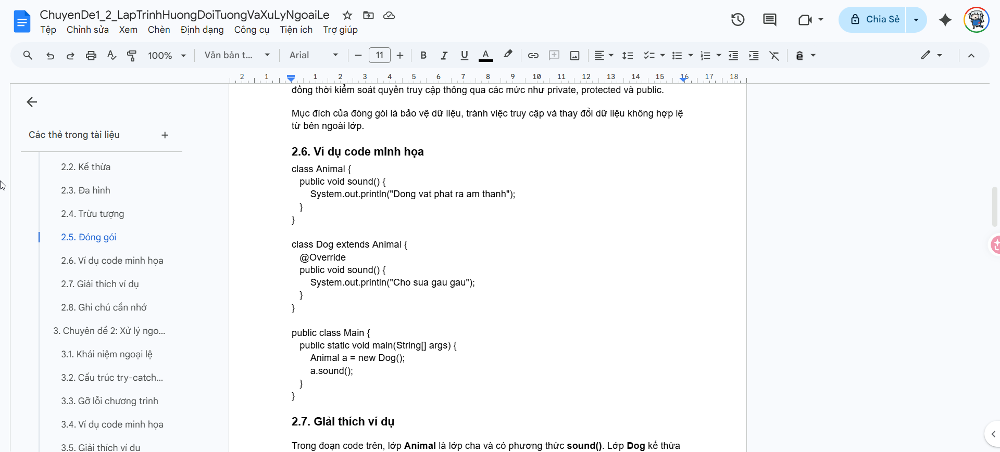 ChuyenDe1_2_LapTrinhHuongDoiTuongVaXuLyNgoaiLe
Tệp Chỉnh sửa Xem Chèn Định dạng Công cụ Tiện ích Trợ giúp
Chia Sẻ
100% Văn bản t... Arial 11 B I U A ê
2 1 1 2 3 4 5 6 7 8 9 10 11 12 13 14 15 16 17 18
Các thẻ trong tài liệu
2.2. Kế thừa
2.3. Đa hình
2.4. Trừu tượng
2.5. Đóng gói
2.6. Ví dụ code minh họa
2.7. Giải thích ví dụ
2.8. Ghi chú cần nhớ
3. Chuyên đề 2: Xử lý ngo...
3.1. Khái niệm ngoại lệ
3.2. Cấu trúc try-catch...
3.3. Gỡ lỗi chương trình
3.4. Ví dụ code minh họa
3.5. Giải thích ví dụ
đồng thời kiểm soát quyền truy cập thông qua các mức như private, protected và public.
Mục đích của đóng gói là bảo vệ dữ liệu, tránh việc truy cập và thay đổi dữ liệu không hợp lệ
từ bên ngoài lớp.
2.6. Ví dụ code minh họa
class Animal {
public void sound() {
System.out.println("Dong vat phat ra am thanh");
}
}
class Dog extends Animal {
@Override
public void sound() {
System.out.println("Cho sua gau gau");
}
}
public class Main {
public static void main(String[] args) {
Animal a = new Dog();
a.sound();
}
}
2.7. Giải thích ví dụ
Trong đoạn code trên, lớp Animal là lớp cha và có phương thức sound(). Lớp Dog kế thừa